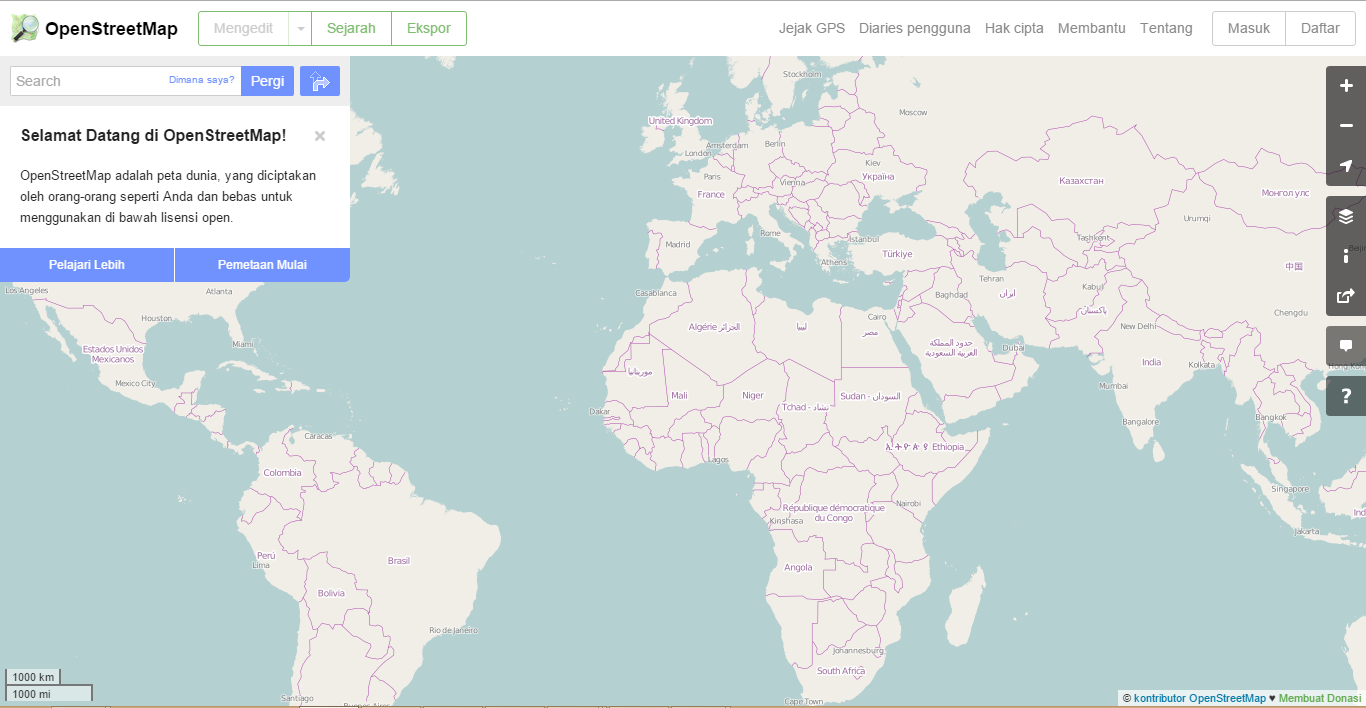 OpenStreetMap
Mengedit
Sejarah
Ekspor
Jejak GPS
Diaries pengguna
Hak cipta
Membantu
Tentang
Masuk
Daftar
Search
Dimana saya?
Pergi
Selamat Datang di OpenStreetMap!
×
OpenStreetMap adalah peta dunia, yang diciptakan
oleh orang-orang seperti Anda dan bebas untuk
menggunakan di bawah lisensi open.
Pelajari Lebih
Pemetaan Mulai
Stockholm
Moscow
United Kingdom
Amsterdam
Berlin
London
Kiev
Paris
Vienna
Україна
France
Казахстан
Монгол улс
Urumqi
Rome
Madrid
Istanbul
Tashkent
Türkiye
Athens
中国
Tehran
Kabul
ایران
Los Angeles
Atlanta
Casablanca
Baghdad
پاکستان
Chengdu
Houston
Cairo
Algérie الجزائر
ليبيا
مصر
New Delhi
Miami
Estados Unidos
Mexicanos
حدود المملكة
العربية السعودية
Dubai
India
Kolkata
Hong Kong
موريتانيا
Mexico City
Mumbai
Mali
Niger
Sudan - السودان
Tchad - تشاد
Dakar
Bangkok
Bangalore
Caracas
ኢትዮጵያ Ethiopia
Lagos
Colombia
Singapore
Nairobi
République démocratique
du Congo
Kinshasa
Ind
Jakarta
Perú
Lima
Brasil
Angola
Bolivia
Rio de Janeiro
Johannesburg
South Africa
1000 km
1000 mi
Santiago
Buenos Aires
Cape Town
© kontributor OpenStreetMap ♥ Membuat Donasi